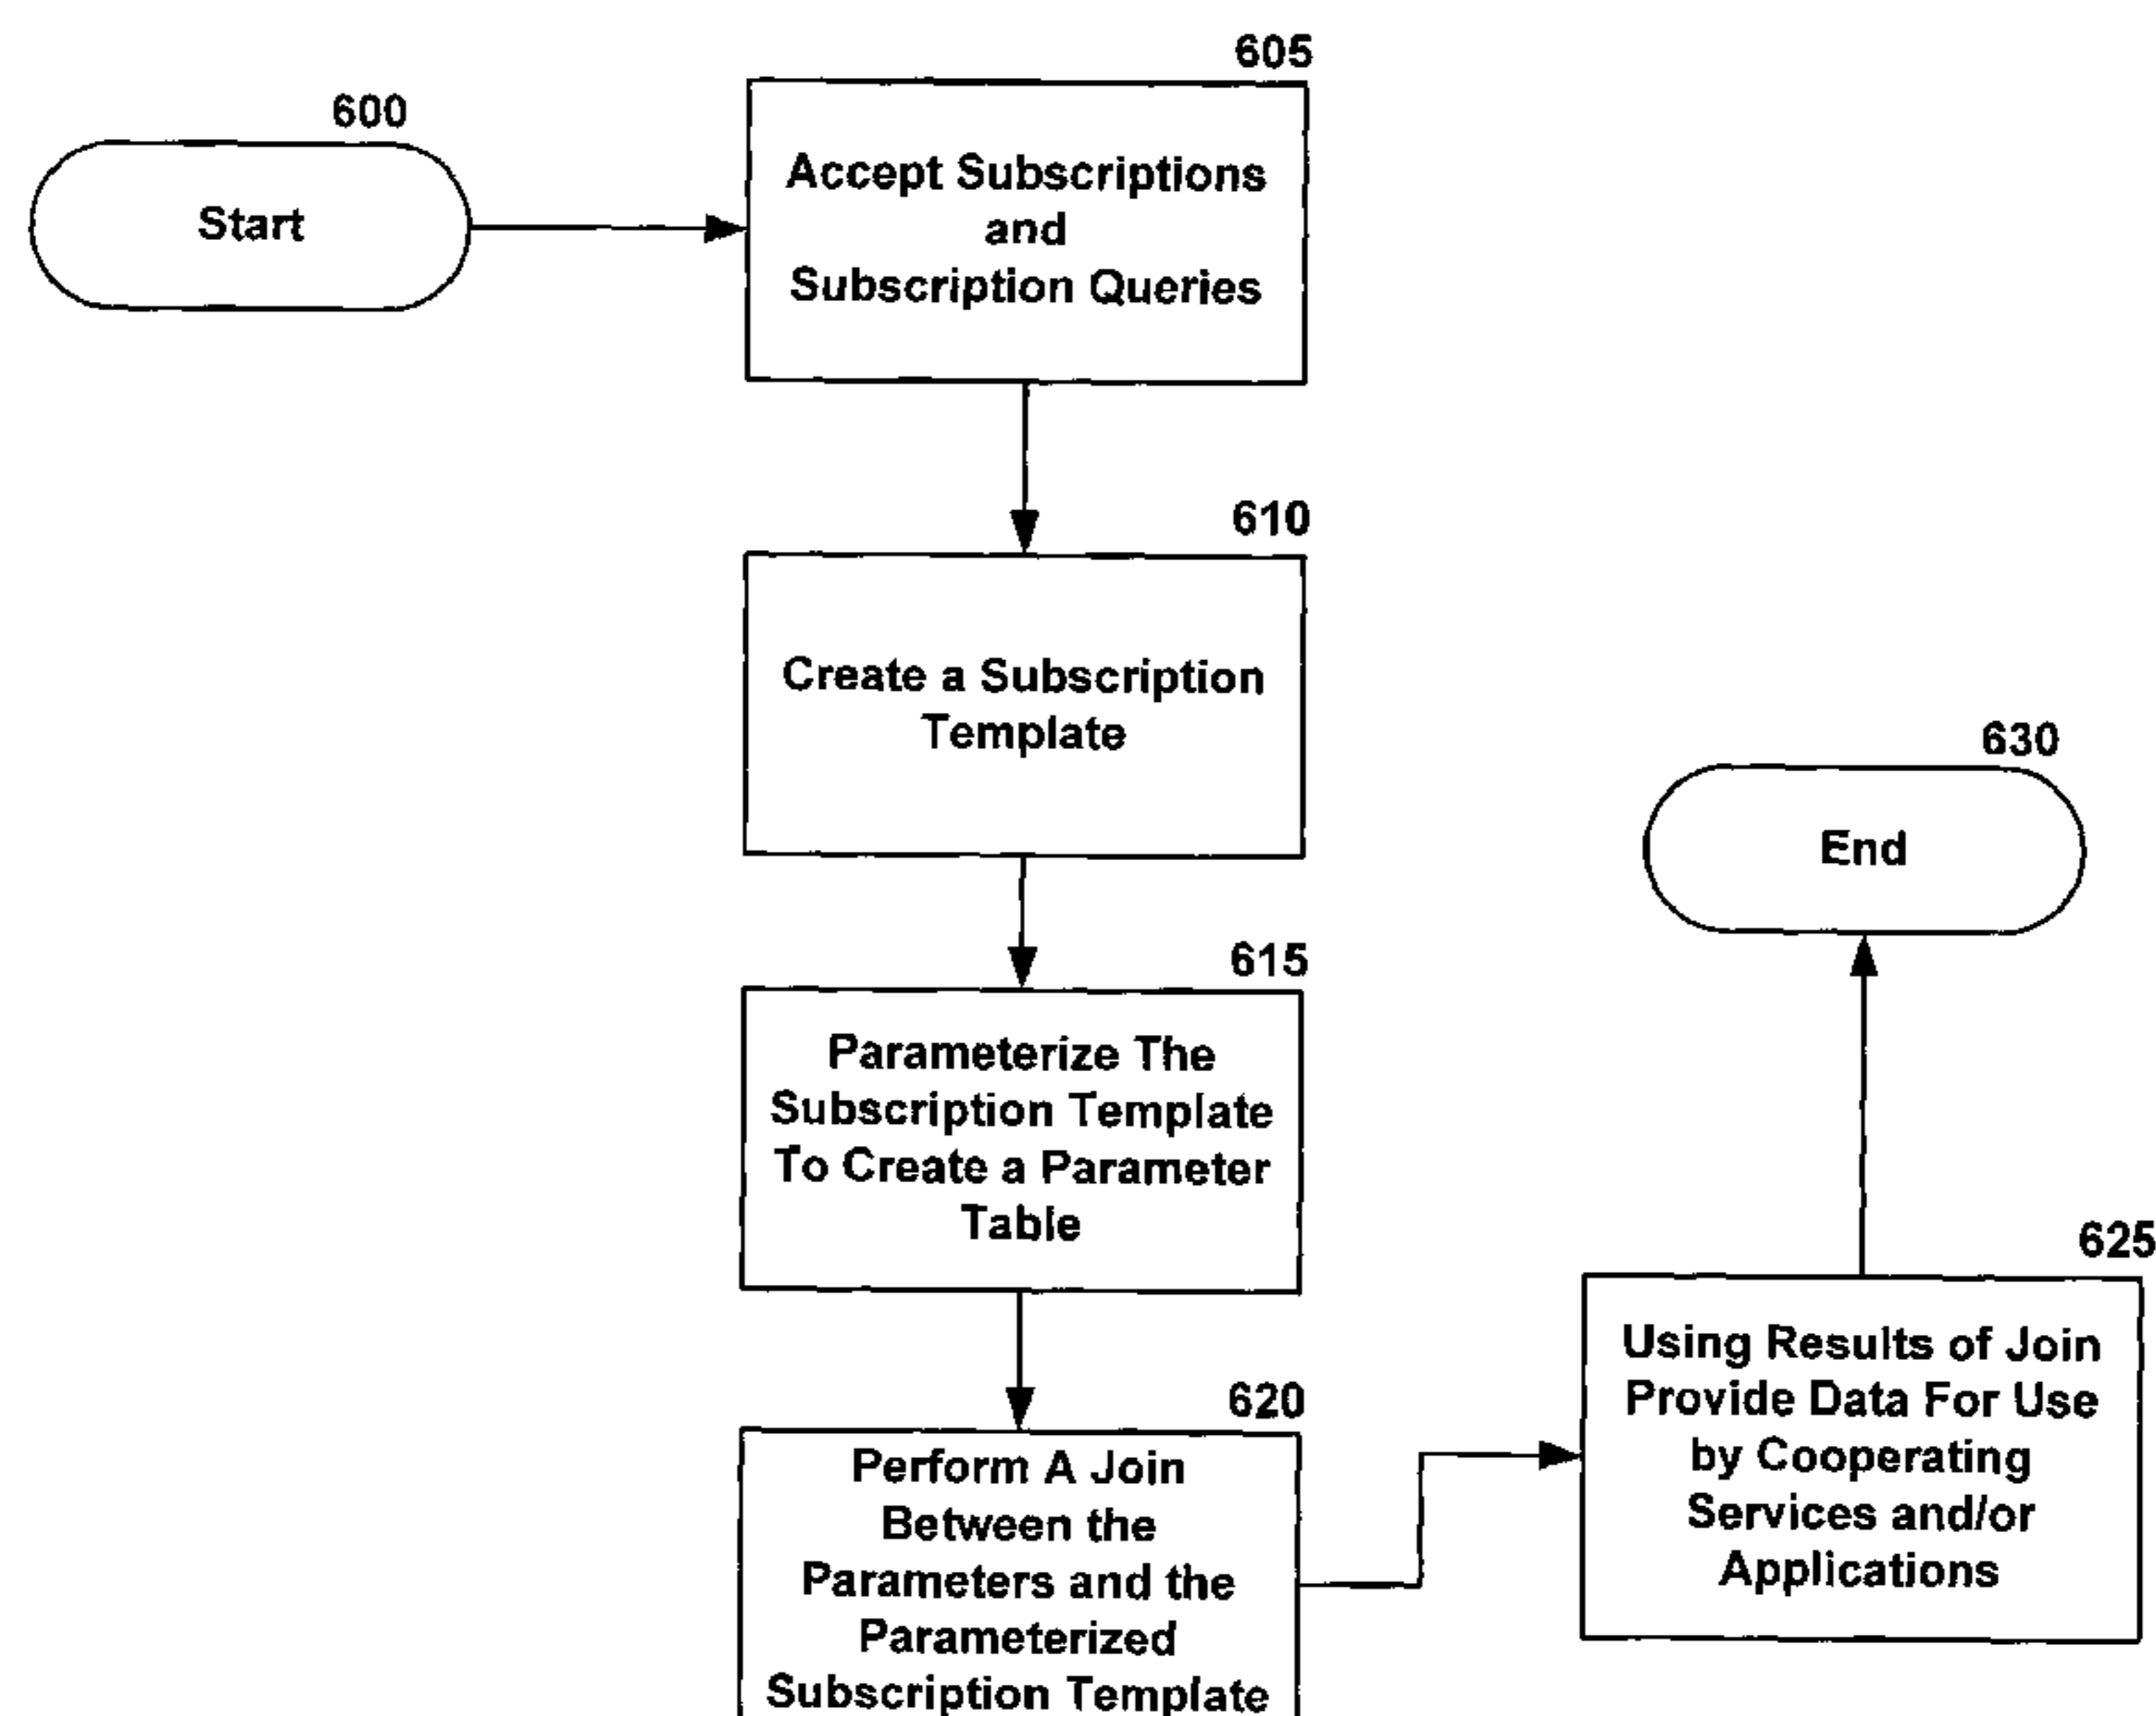 600
Start
605
Accept Subscriptions
and
Subscription Queries
610
Create a Subscription
Template
615
Parameterize The
Subscription Template
To Create a Parameter
Table
620
Perform A Join
Between the
Parameters and the
Parameterized
Subscription Template
625
Using Results of Join
Provide Data For Use
by Cooperating
Services and/or
Applications
630
End